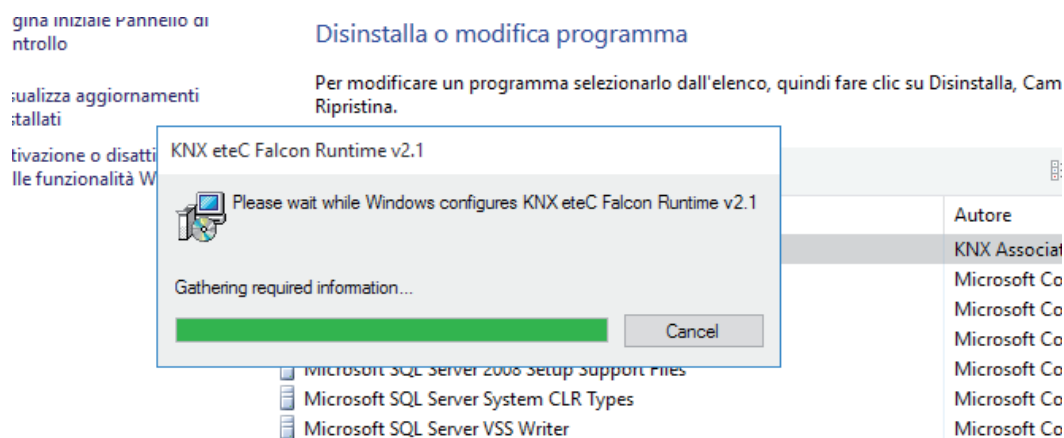 gina iniziale Pannello di
ntrollo
sualizza aggiornamenti
stallati
tivazione o disatti
lle funzionalità W
Disinstalla o modifica programma
Per modificare un programma selezionarlo dall'elenco, quindi fare clic su Disinstalla, Cam
Ripristina.
KNX eteC Falcon Runtime v2.1
Please wait while Windows configures KNX eteC Falcon Runtime v2.1
Gathering required information...
Cancel
Autore
KNX Associat
Microsoft Co
Microsoft Co
Microsoft Co
Microsoft SQL Server 2008 Setup Support Files Microsoft Co
Microsoft SQL Server System CLR Types Microsoft Co
Microsoft SQL Server VSS Writer Microsoft Co